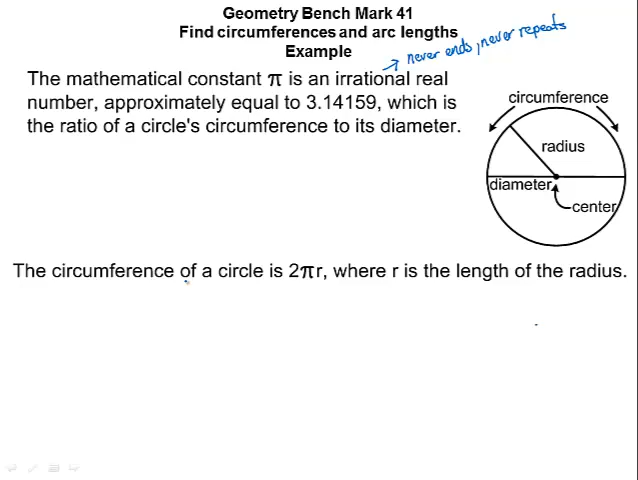 Geometry Bench Mark 41
Find circumferences and arc lengths
Example
→ never ends, never repeats
The mathematical constant π is an irrational real
number, approximately equal to 3.14159, which is
the ratio of a circle's circumference to its diameter.
circumference
radius
diameter
center
The circumference of a circle is 2πr, where r is the length of the radius.